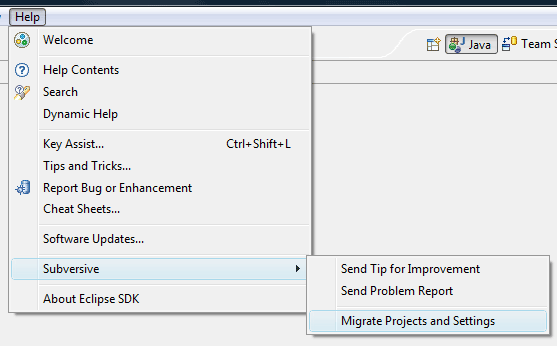 Help
Java
Team S
Welcome
Help Contents
Search
Dynamic Help
Key Assist... Ctrl+Shift+L
Tips and Tricks...
Report Bug or Enhancement
Cheat Sheets...
Software Updates...
Subversive
About Eclipse SDK
Send Tip for Improvement
Send Problem Report
Migrate Projects and Settings